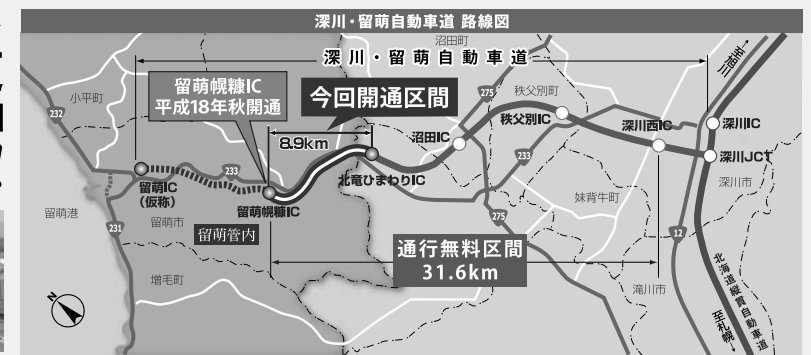 深川・留萌自動車道 路線図
沼田町
深川・留萌自動車道
至旭川
小平町
留萌幌糠IC
平成18年秋開通
今回開通区間
275
秩父別町
232
8.9km
沼田IC
秩父別IC
深川西IC
深川IC
233
留萌IC
(仮称)
留萌幌糠IC
北竜ひまわりIC
233
深川JCT
深川市
留萌港
231
留萌市
留萌管内
妹背牛町
275
12
通行無料区間
31.6km
増毛町
滝川市
北海道縦貫自動車道
至札幌
N